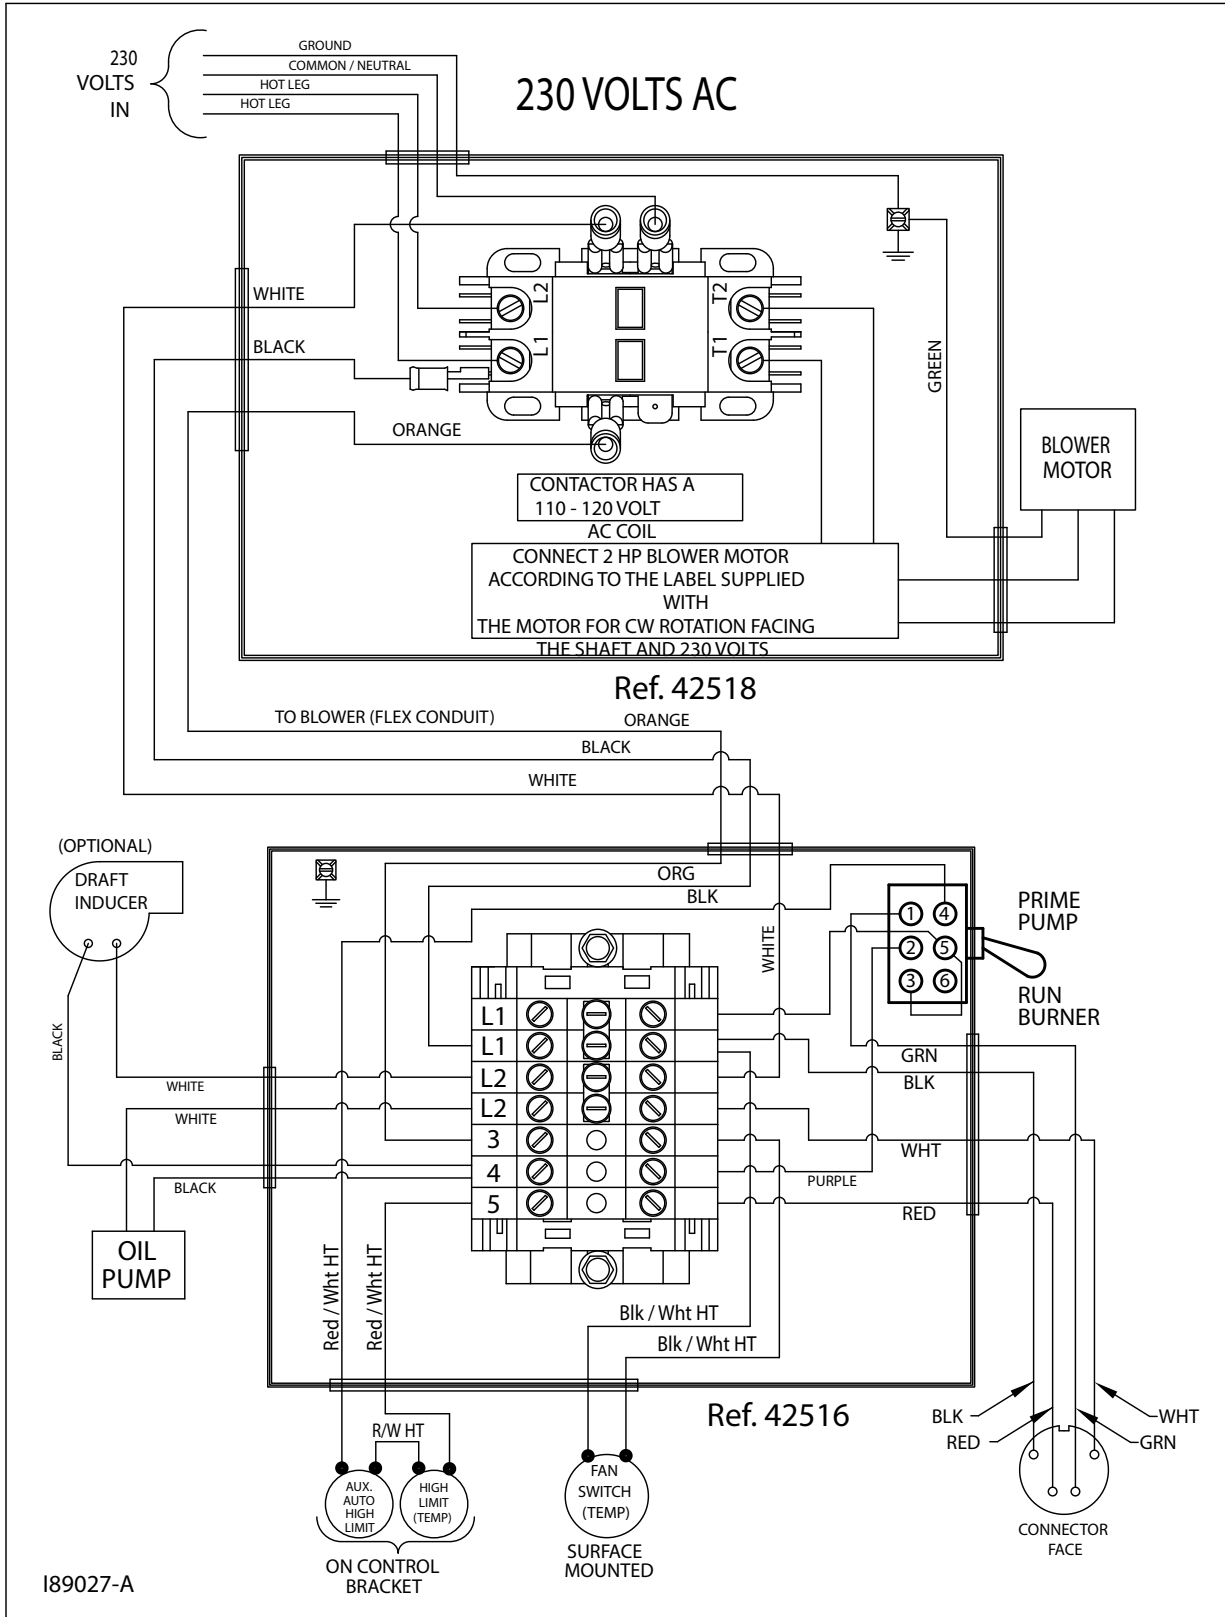 230
VOLTS
IN
GROUND
COMMON / NEUTRAL
HOT LEG
HOT LEG
230 VOLTS AC
WHITE
BLACK
ORANGE
L2
L1
T2
T1
GREEN
BLOWER
MOTOR
CONTACTOR HAS A
110 - 120 VOLT
AC COIL
CONNECT 2 HP BLOWER MOTOR
ACCORDING TO THE LABEL SUPPLIED
WITH
THE MOTOR FOR CW ROTATION FACING
THE SHAFT AND 230 VOLTS
Ref. 42518
TO BLOWER (FLEX CONDUIT)
ORANGE
BLACK
WHITE
(OPTIONAL)
DRAFT
INDUCER
ORG
BLK
WHITE
1
4
2
5
3
6
PRIME
PUMP
RUN
BURNER
BLACK
WHITE
WHITE
BLACK
OIL
PUMP
L1
L1
L2
L2
3
4
5
GRN
BLK
WHT
PURPLE
RED
Red / Wht HT
Red / Wht HT
Blk / Wht HT
Blk / Wht HT
Ref. 42516
R/W HT
AUX.
AUTO
HIGH
LIMIT
HIGH
LIMIT
(TEMP)
ON CONTROL
BRACKET
FAN
SWITCH
(TEMP)
SURFACE
MOUNTED
BLK
RED
WHT
GRN
CONNECTOR
FACE
I89027-A